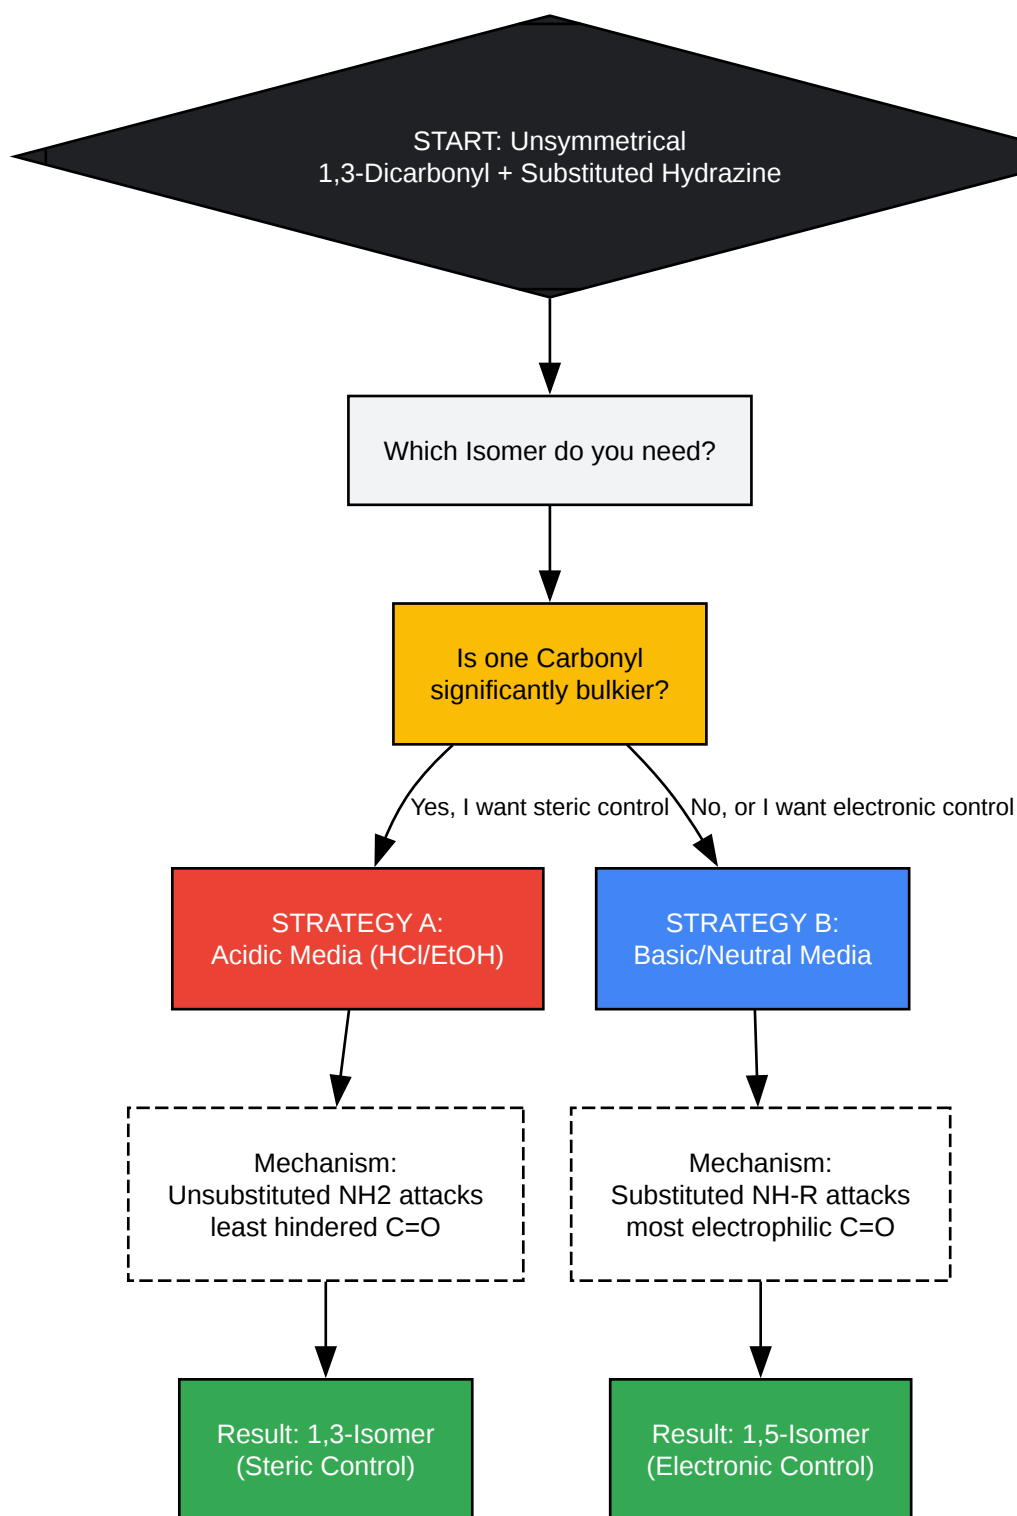 START: Unsymmetrical
1,3-Dicarbonyl + Substituted Hydrazine
Which Isomer do you need?
Is one Carbonyl
significantly bulkier?
Yes, I want steric control
No, or I want electronic control
STRATEGY A:
Acidic Media (HCl/EtOH)
STRATEGY B:
Basic/Neutral Media
Mechanism:
Unsubstituted NH2 attacks
least hindered C=O
Mechanism:
Substituted NH-R attacks
most electrophilic C=O
Result: 1,3-Isomer
(Steric Control)
Result: 1,5-Isomer
(Electronic Control)